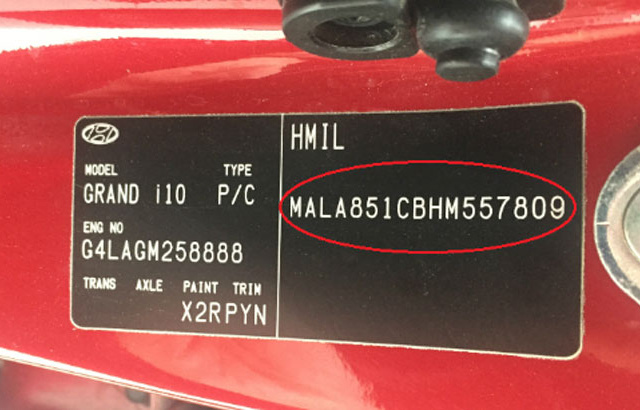 HMIL
MODEL TYPE
GRAND i10 P/C
MALA851CBHM557809
ENG NO
G4LAGM258888
TRANS AXLE PAINT TRIM
X2RPYN